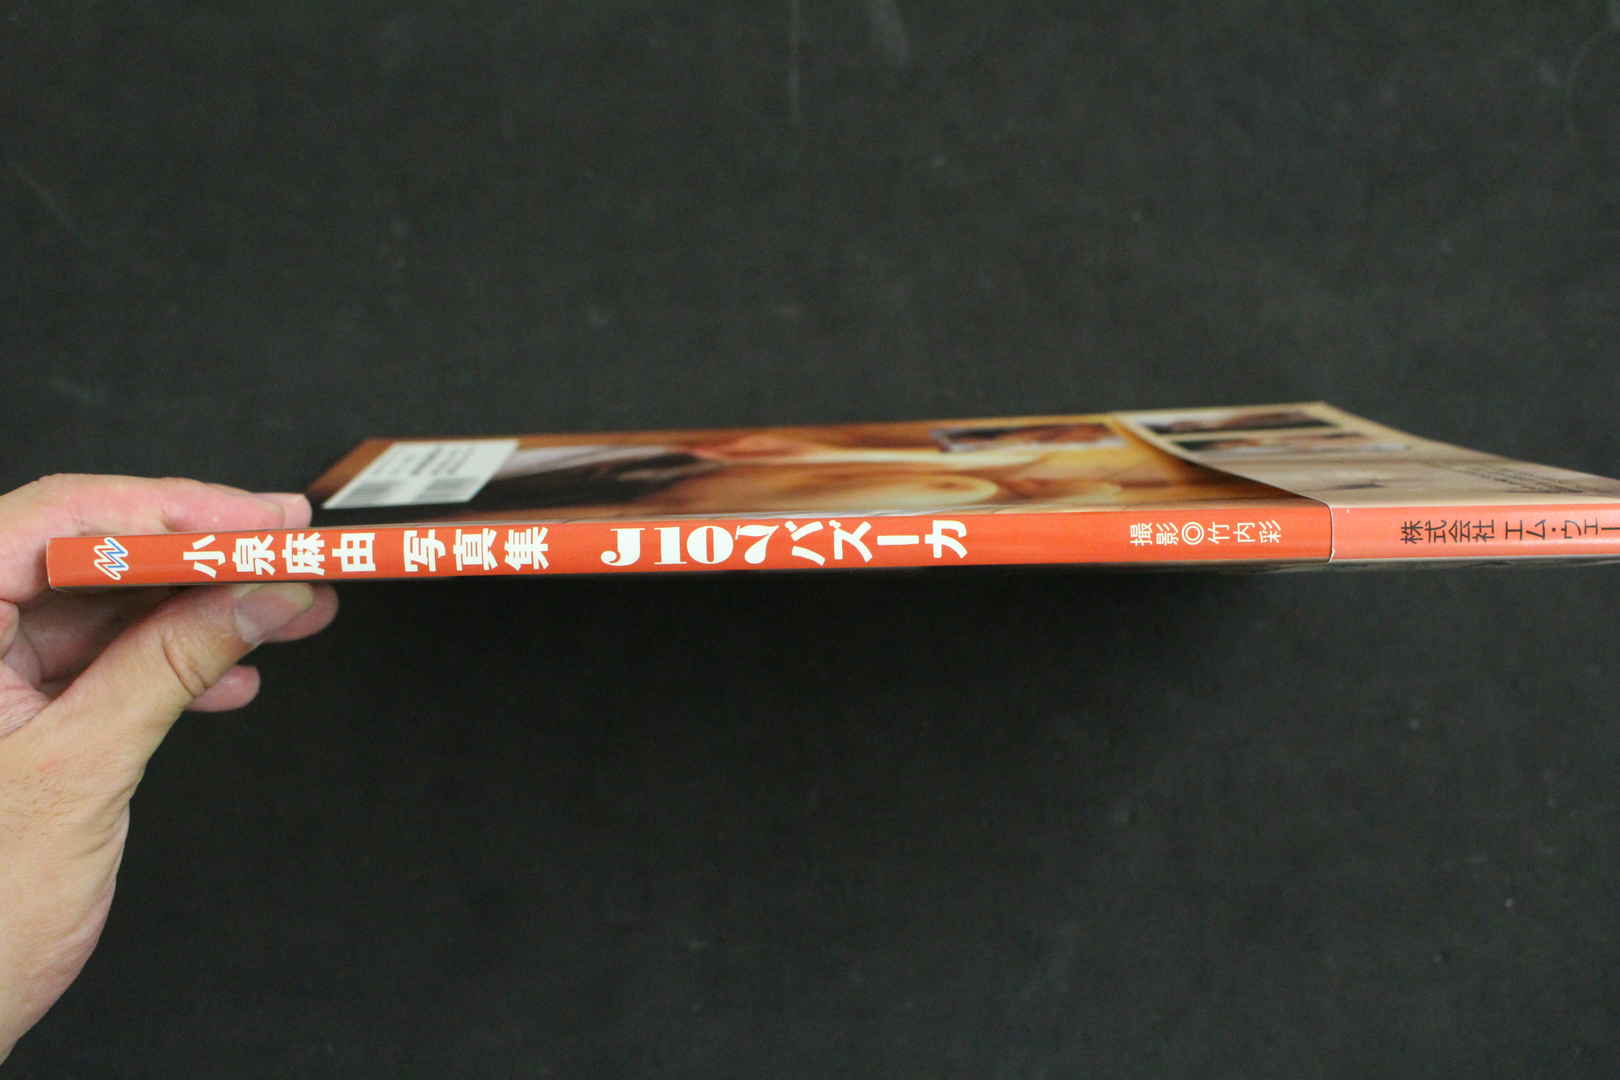 小泉麻由 写真集 J107バズーカ
撮影◎竹内彩
株式会社エム・ウェー